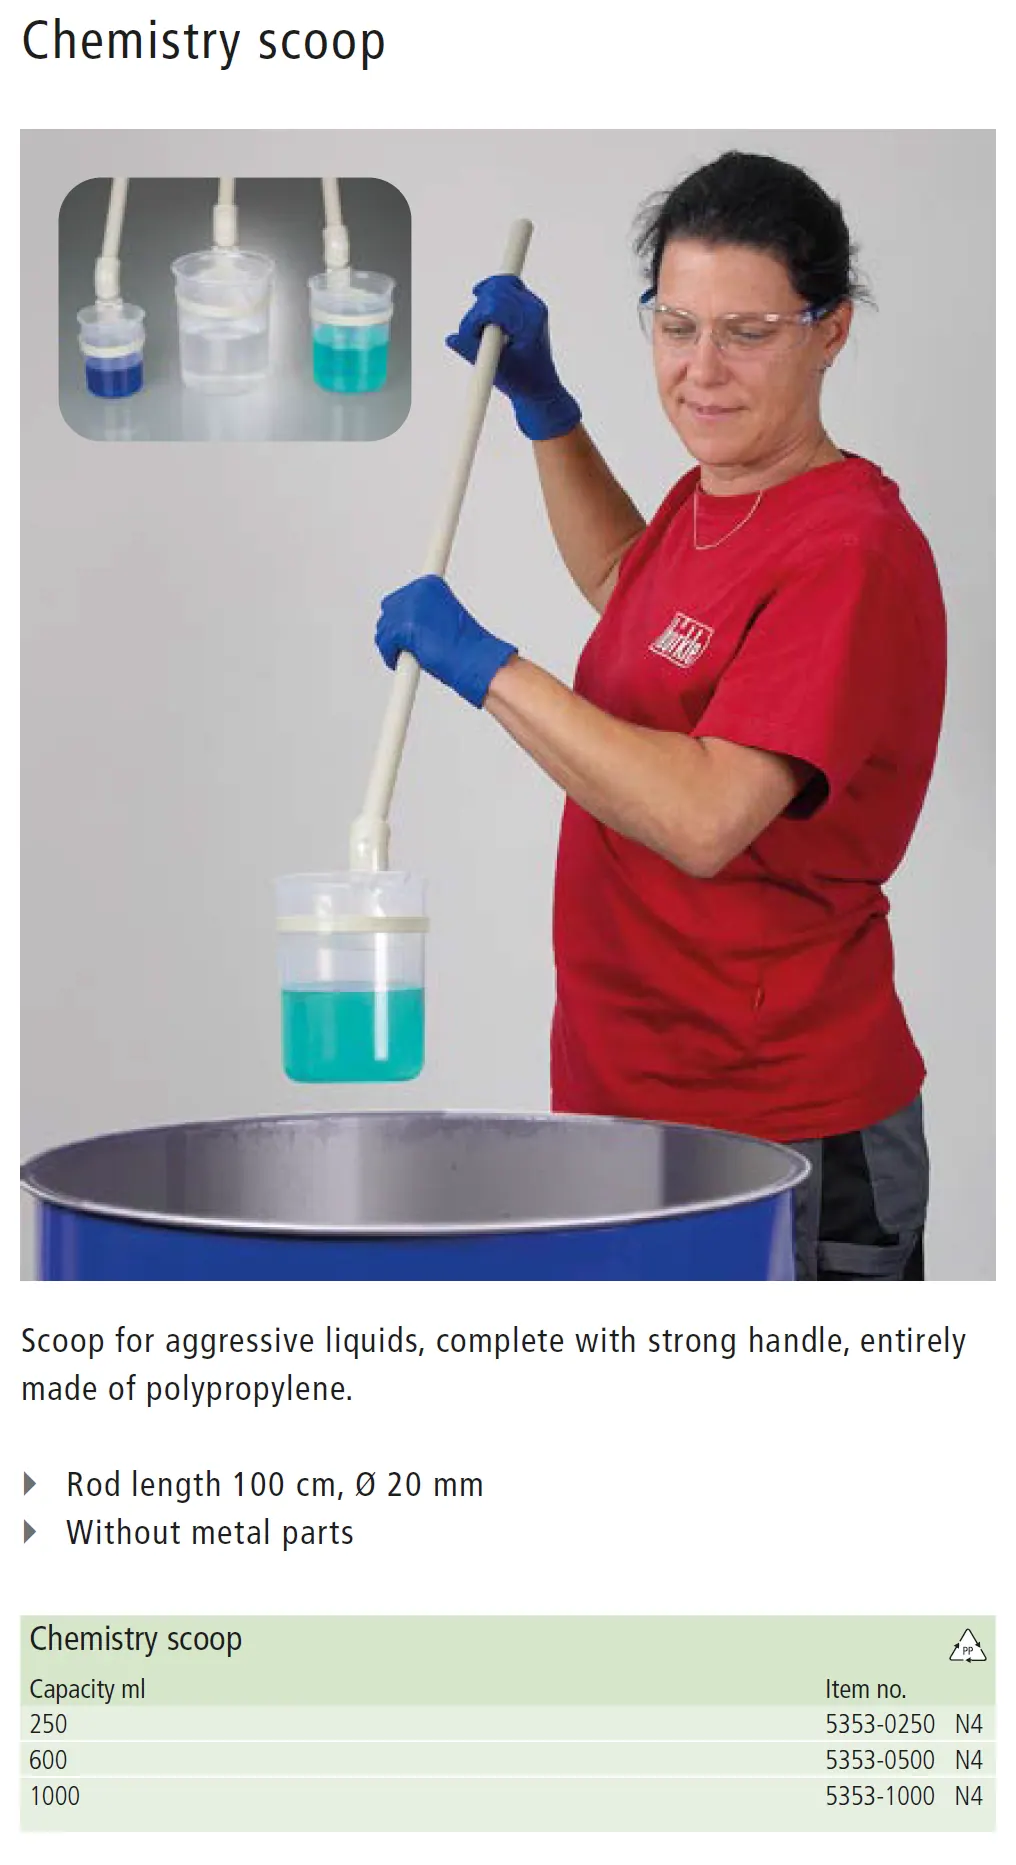 Chemistry scoop
bürkle
Scoop for aggressive liquids, complete with strong handle, entirely
made of polypropylene.
Rod length 100 cm, Ø 20 mm
Without metal parts
Chemistry scoop
PP
Capacity ml Item no.
250 5353-0250 N4
600 5353-0500 N4
1000 5353-1000 N4